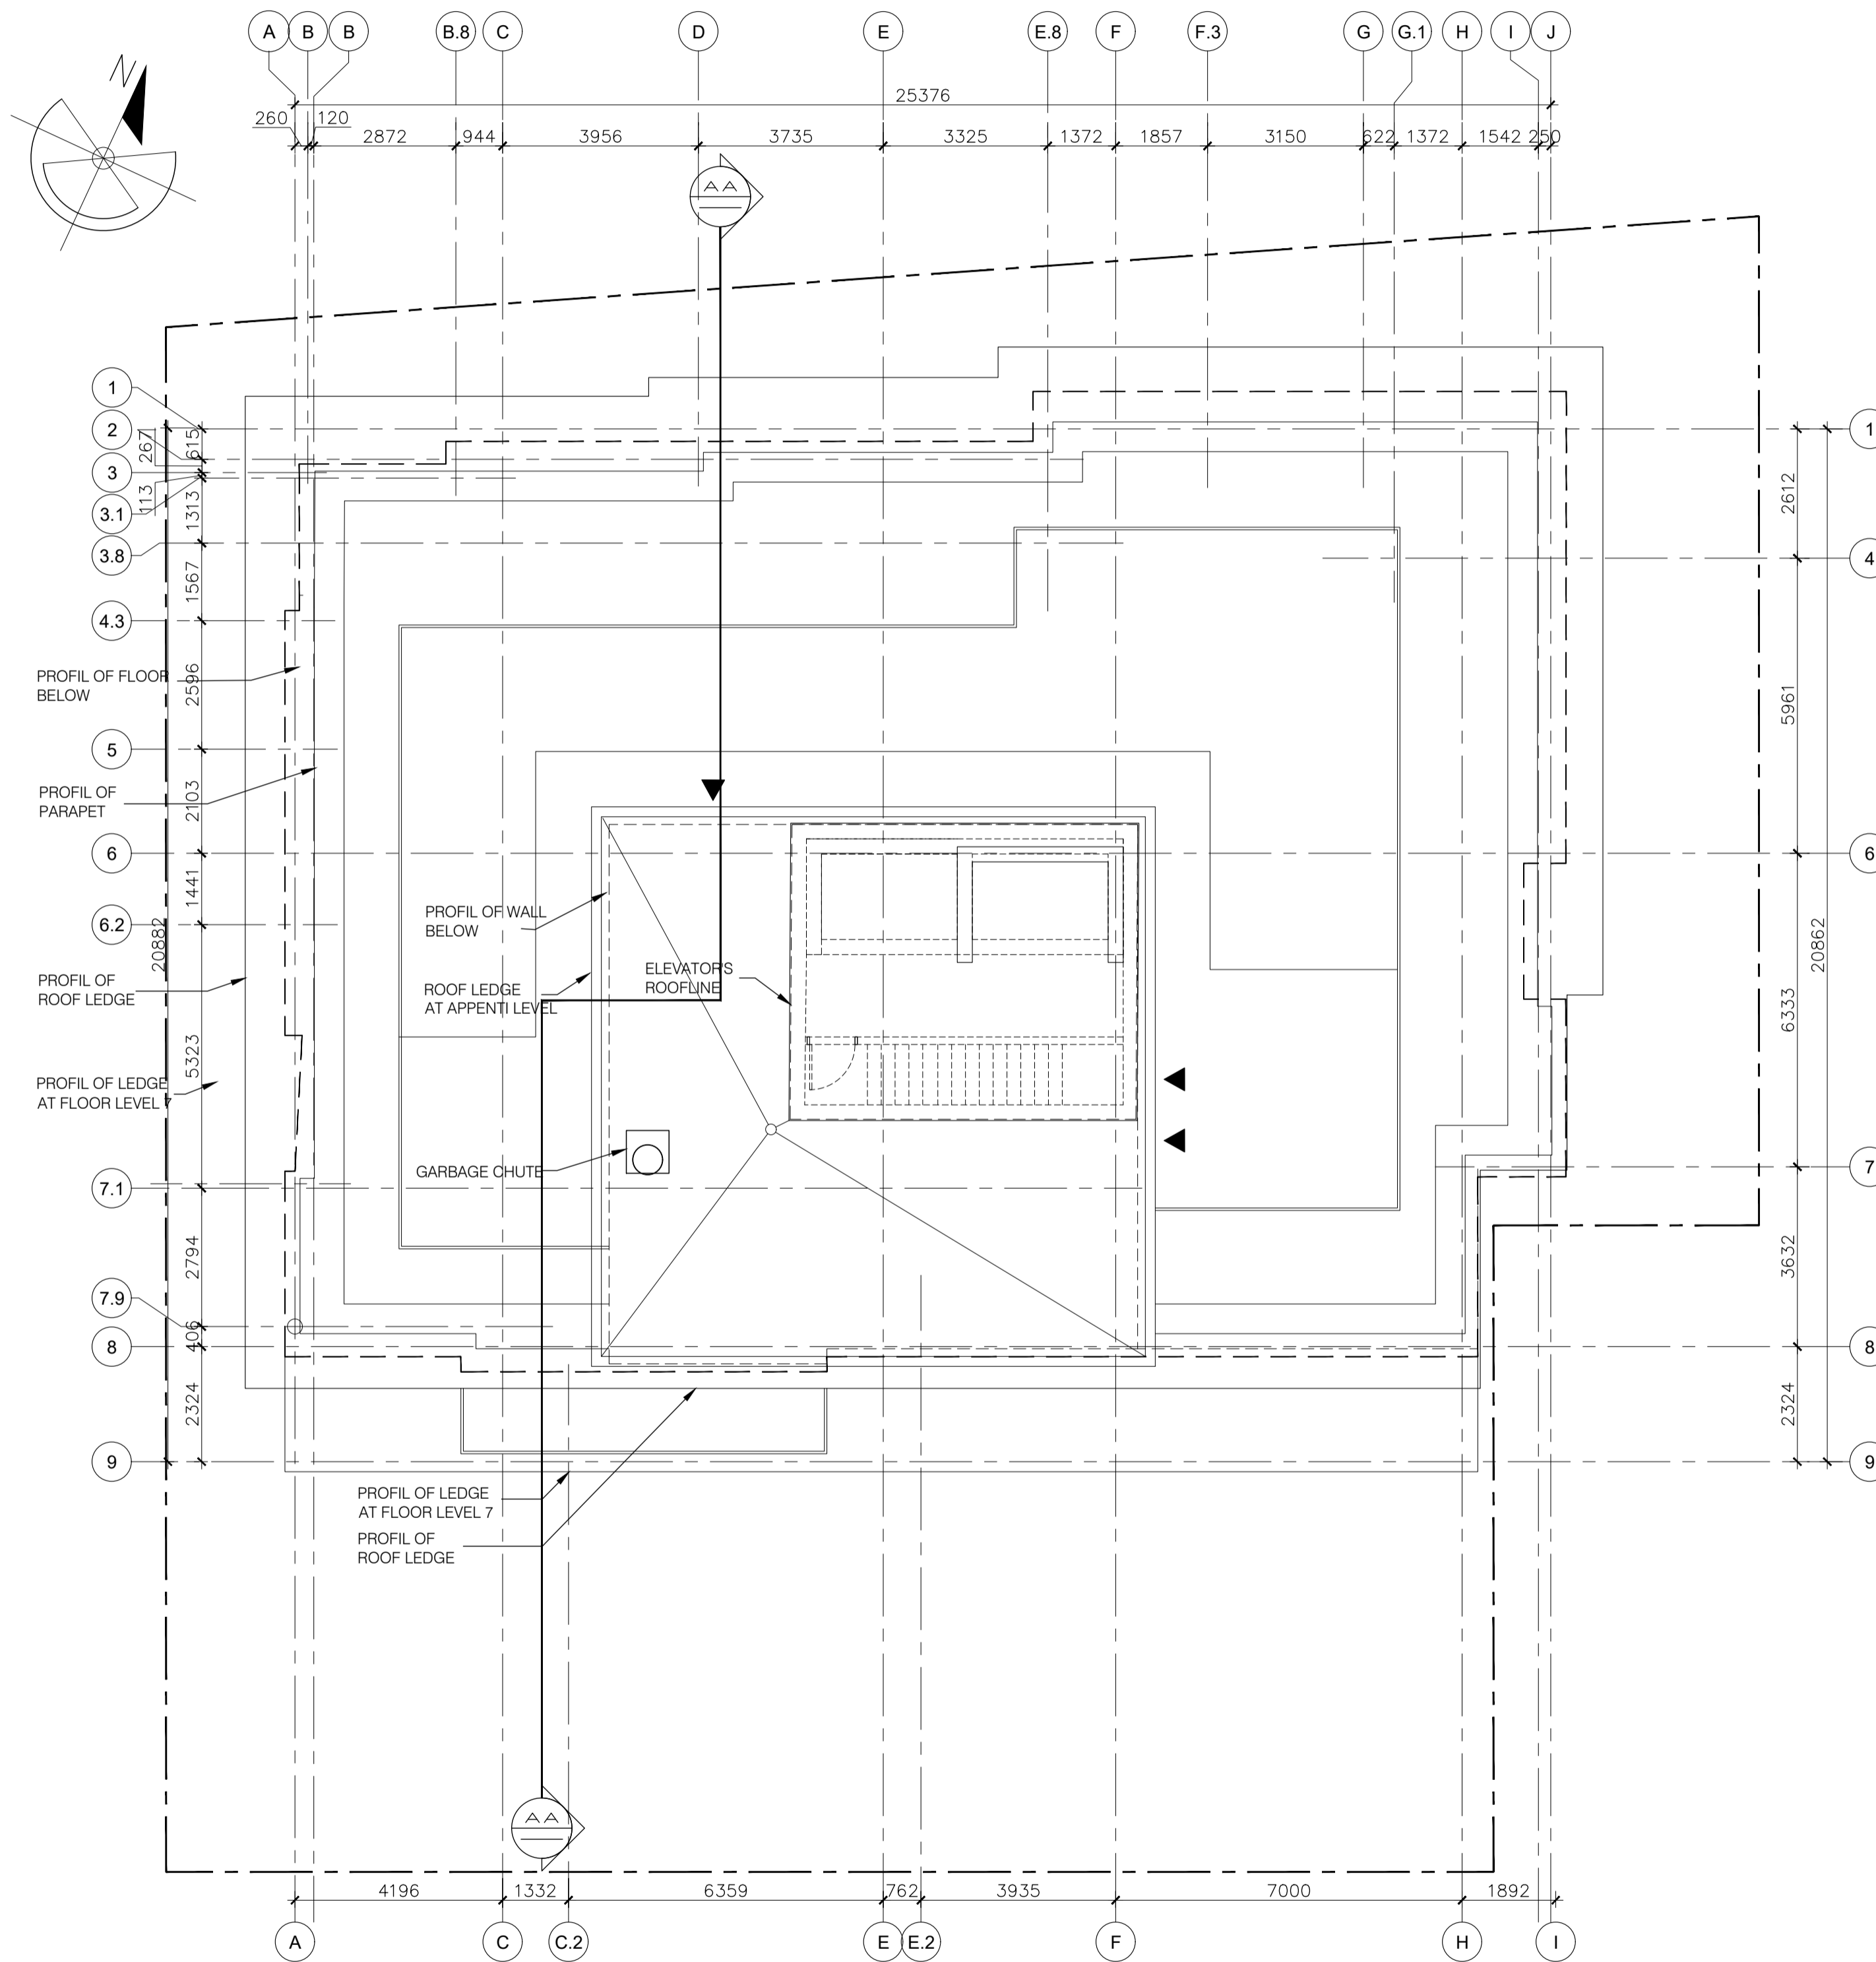 A B B B.8 C D E E.8 F F.3 G G.1 H I J
N
25376
260 120
2872 944 3956 3735 3325 1372 1857 3150 622 1372 1542 250
AA
1
2
3
3.1
3.8
4.3
5
6
6.2
7.1
7.9
8
9
267
113
615
1313
1567
2596
2103
1441
5323
2794
406
2324
20882
PROFIL OF FLOOR
BELOW
PROFIL OF
PARAPET
PROFIL OF
ROOF LEDGE
PROFIL OF LEDGE
AT FLOOR LEVEL 7
PROFIL OF WALL
BELOW
ROOF LEDGE
AT APPENTI LEVEL
ELEVATOR'S
ROOFLINE
GARBAGE CHUTE
PROFIL OF LEDGE
AT FLOOR LEVEL 7
PROFIL OF
ROOF LEDGE
1
4
6
7
8
9
2612
5961
6333
3632
2324
20862
AA
4196 1332 6359 762 3935 7000 1892
A C C.2 E E.2 F H I